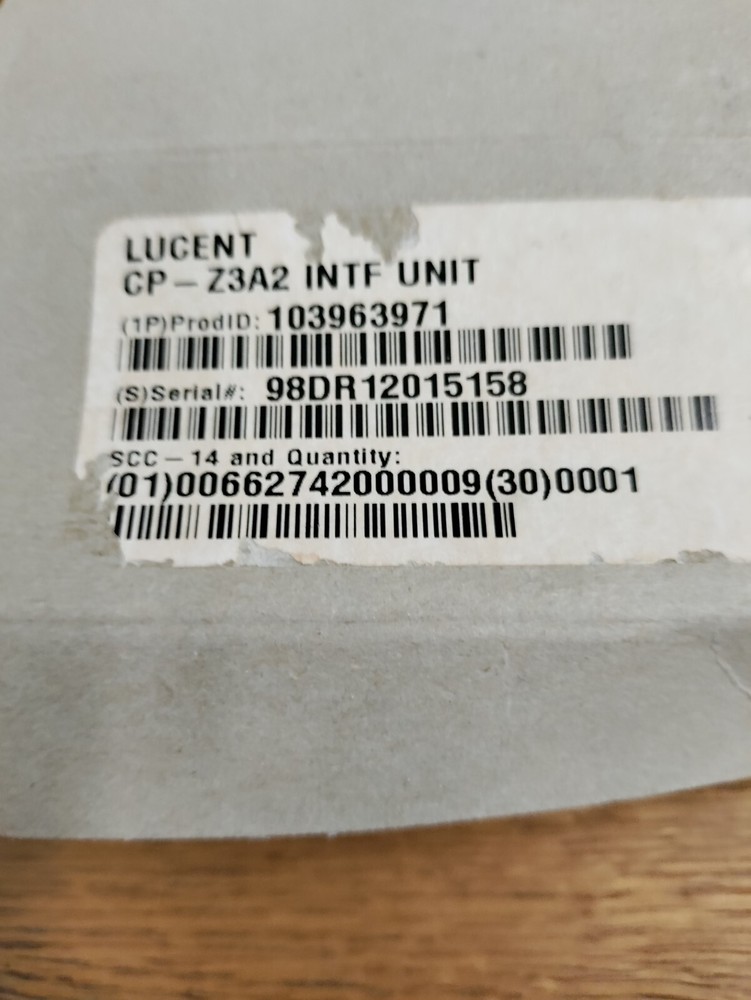 LUCENT
CP-Z3A2 INTF UNIT
(1P)ProdID: 103963971
(S)Serial#: 98DR12015158
SCC-14 and Quantity:
(01)00662742000009(30)0001